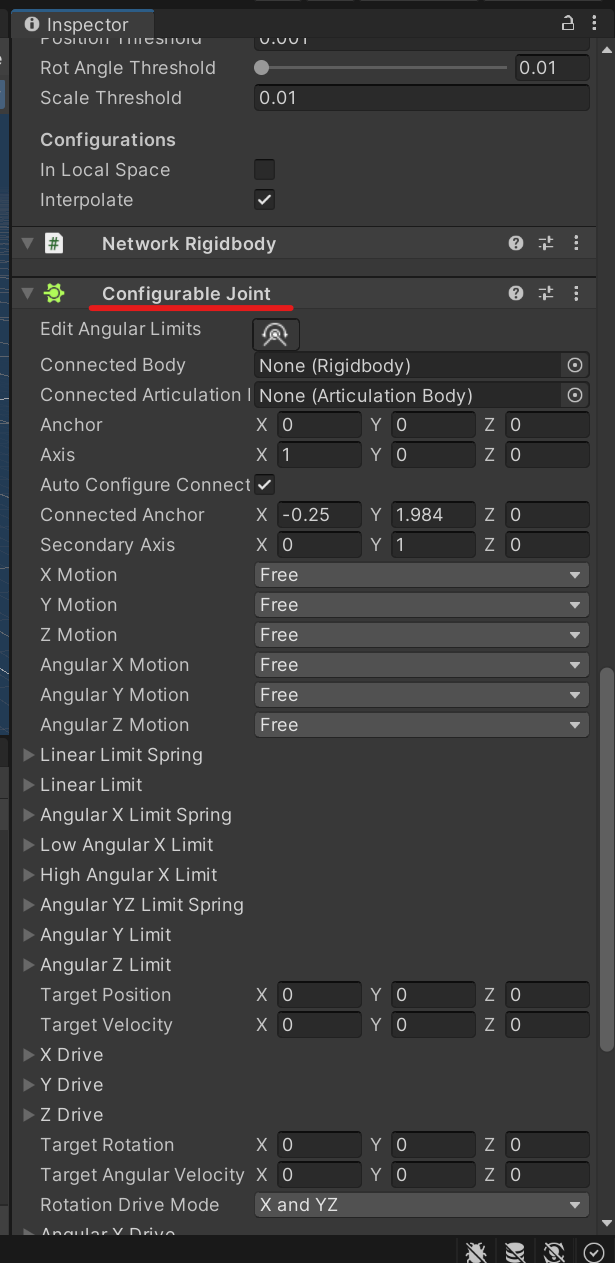 Inspector
Position Threshold 0.001
Rot Angle Threshold 0.01
Scale Threshold 0.01
Configurations
In Local Space
Interpolate
# Network Rigidbody
Configurable Joint
Edit Angular Limits
Connected Body None (Rigidbody)
Connected Articulation None (Articulation Body)
Anchor X 0 Y 0 Z 0
Axis X 1 Y 0 Z 0
Auto Configure Connect
Connected Anchor X -0.25 Y 1.984 Z 0
Secondary Axis X 0 Y 1 Z 0
X Motion Free
Y Motion Free
Z Motion Free
Angular X Motion Free
Angular Y Motion Free
Angular Z Motion Free
Linear Limit Spring
Linear Limit
Angular X Limit Spring
Low Angular X Limit
High Angular X Limit
Angular YZ Limit Spring
Angular Y Limit
Angular Z Limit
Target Position X 0 Y 0 Z 0
Target Velocity X 0 Y 0 Z 0
X Drive
Y Drive
Z Drive
Target Rotation X 0 Y 0 Z 0
Target Angular Velocity X 0 Y 0 Z 0
Rotation Drive Mode X and YZ
Angular X Drive